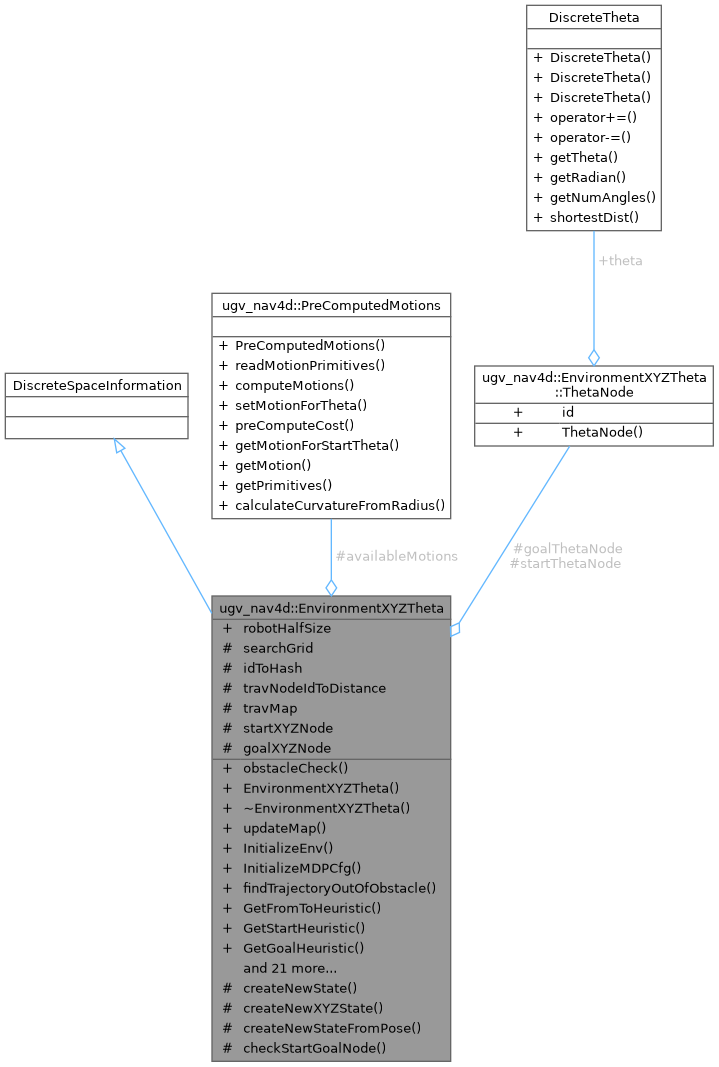 DiscreteTheta
+ DiscreteTheta()
+ DiscreteTheta()
+ DiscreteTheta()
+ operator+=()
+ operator-=()
+ getTheta()
+ getRadian()
+ getNumAngles()
+ shortestDist()
+theta
ugv_nav4d::PreComputedMotions
+ PreComputedMotions()
+ readMotionPrimitives()
+ computeMotions()
+ setMotionForTheta()
+ preComputeCost()
+ getMotionForStartTheta()
+ getMotion()
+ getPrimitives()
+ calculateCurvatureFromRadius()
DiscreteSpaceInformation
ugv_nav4d::EnvironmentXYZTheta
::ThetaNode
+ id
+ ThetaNode()
#availableMotions
#goalThetaNode
#startThetaNode
ugv_nav4d::EnvironmentXYZTheta
+ robotHalfSize
# searchGrid
# idToHash
# travNodeIdToDistance
# travMap
# startXYZNode
# goalXYZNode
+ obstacleCheck()
+ EnvironmentXYZTheta()
+ ~EnvironmentXYZTheta()
+ updateMap()
+ InitializeEnv()
+ InitializeMDPCfg()
+ findTrajectoryOutOfObstacle()
+ GetFromToHeuristic()
+ GetStartHeuristic()
+ GetGoalHeuristic()
and 21 more...
# createNewState()
# createNewXYZState()
# createNewStateFromPose()
# checkStartGoalNode()